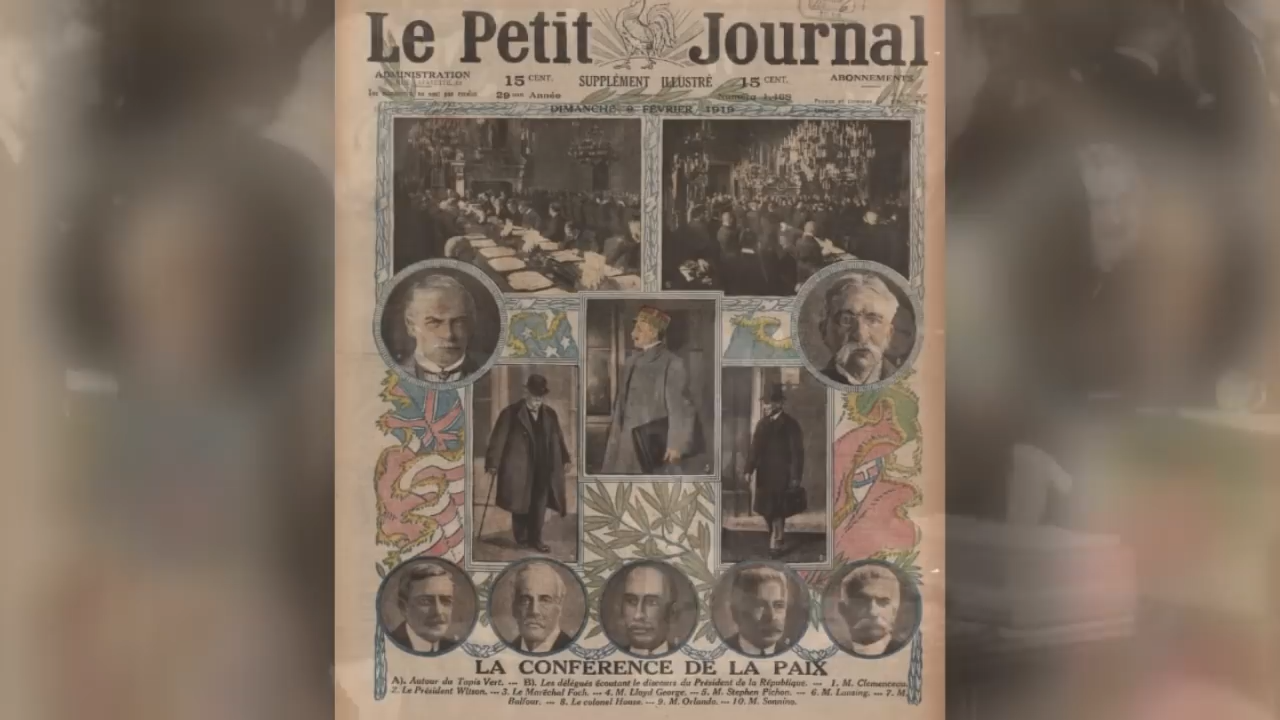 Le Petit Journal
ADMINISTRATION 15 CENT. SUPPLÉMENT ILLUSTRÉ 15 CENT. ABONNEMENTS
29me Année Numéro
DIMANCHE 9 FÉVRIER 1919
LA CONFÉRENCE DE LA PAIX
A). Autour du Tapis Vert. --- B). Les délégués écoutant le discours du Président de la République. --- 1. M. Clemenceau.
2. Le Président Wilson. --- 3. Le Maréchal Foch. --- 4. M. Lloyd George. --- 5. M. Stephen Pichon. --- 6. M. Lansing. --- 7. M.
Balfour. --- 8. Le colonel House. --- 9. M. Orlando. --- 10. M. Sonnino.